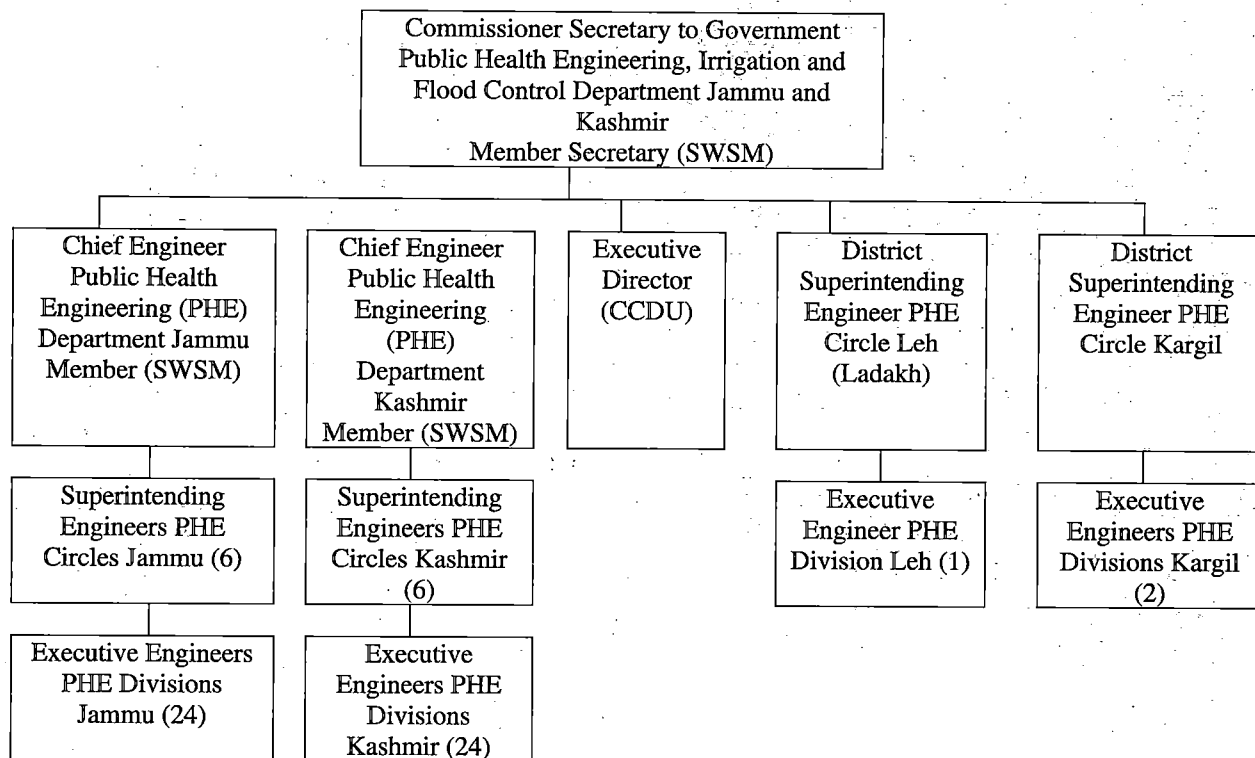 Commissioner Secretary to Government
Public Health Engineering, Irrigation and
Flood Control Department Jammu and
Kashmir
Member Secretary (SWSM)
Chief Engineer
Public Health
Engineering (PHE)
Department Jammu
Member (SWSM)
Chief Engineer
Public Health
Engineering
(PHE)
Department
Kashmir
Member (SWSM)
Executive
Director
(CCDU)
District
Superintending
Engineer PHE
Circle Leh
(Ladakh)
District
Superintending
Engineer PHE
Circle Kargil
Superintending
Engineers PHE
Circles Jammu (6)
Superintending
Engineers PHE
Circles Kashmir
(6)
Executive
Engineer PHE
Division Leh (1)
Executive
Engineers PHE
Divisions Kargil
(2)
Executive Engineers
PHE Divisions
Jammu (24)
Executive
Engineers PHE
Divisions
Kashmir (24)